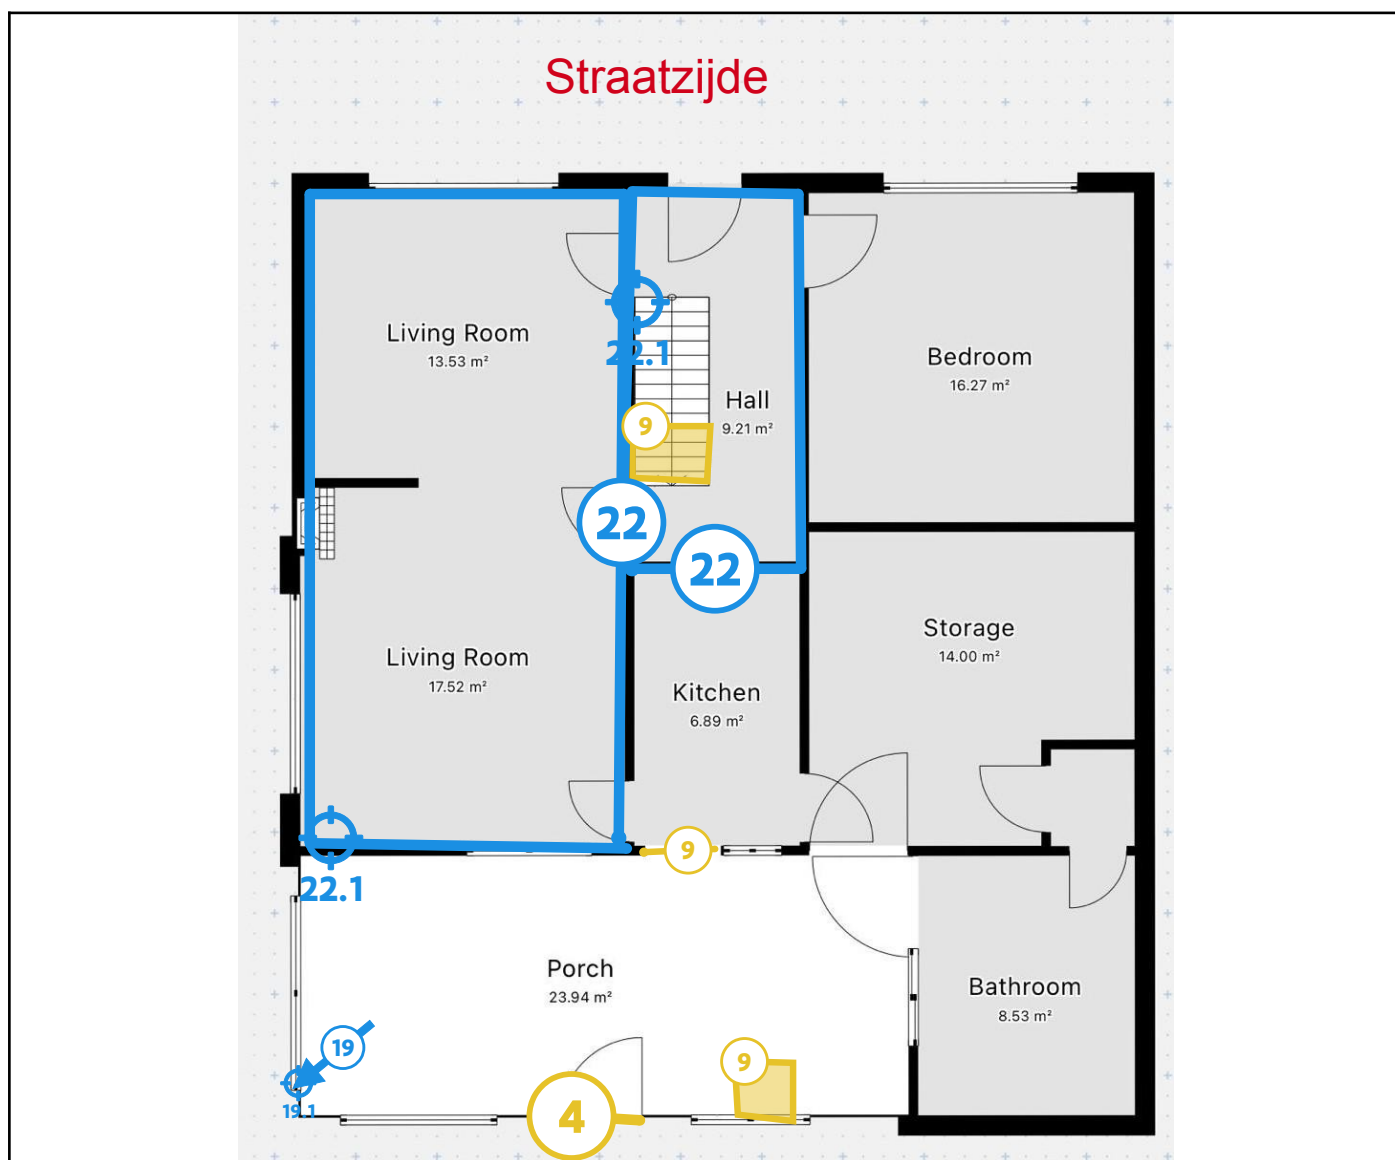 Straatzijde
Living Room
13.53 m²
22.1
Hall
9.21 m²
9
Bedroom
16.27 m²
22
22
Living Room
17.52 m²
Kitchen
6.89 m²
Storage
14.00 m²
22.1
9
Porch
23.94 m²
Bathroom
8.53 m²
19
19.1
9
4